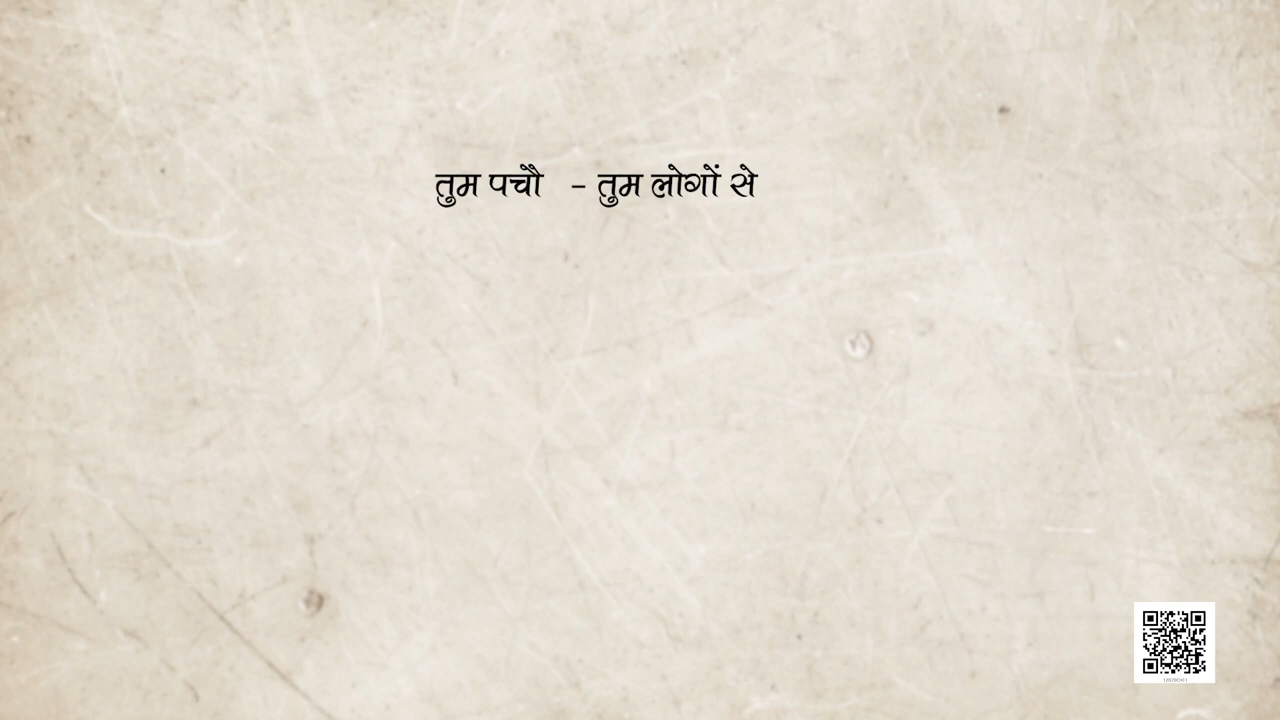 तुम पचौ - तुम लोगों से